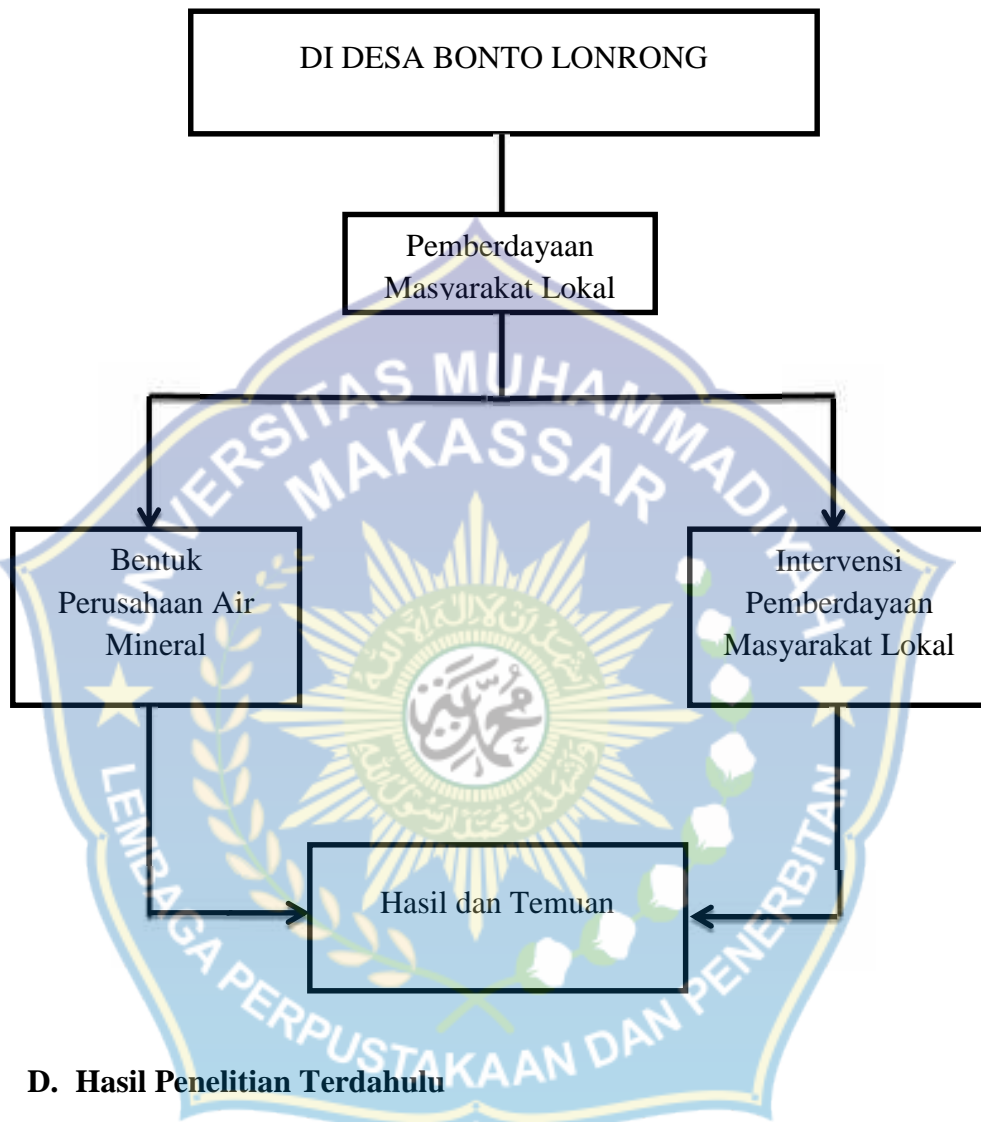 DI DESA BONTO LONRONG
Pemberdayaan
Masyarakat Lokal
UNIVERSITAS MUHAMMADIYAH
MAKASSAR
Bentuk
Perusahaan Air
Mineral
Intervensi
Pemberdayaan
Masyarakat Lokal
محمد
Hasil dan Temuan
LEMBAGA PERPUSTAKAAN DAN PENERBITAN
D. Hasil Penelitian Terdahulu